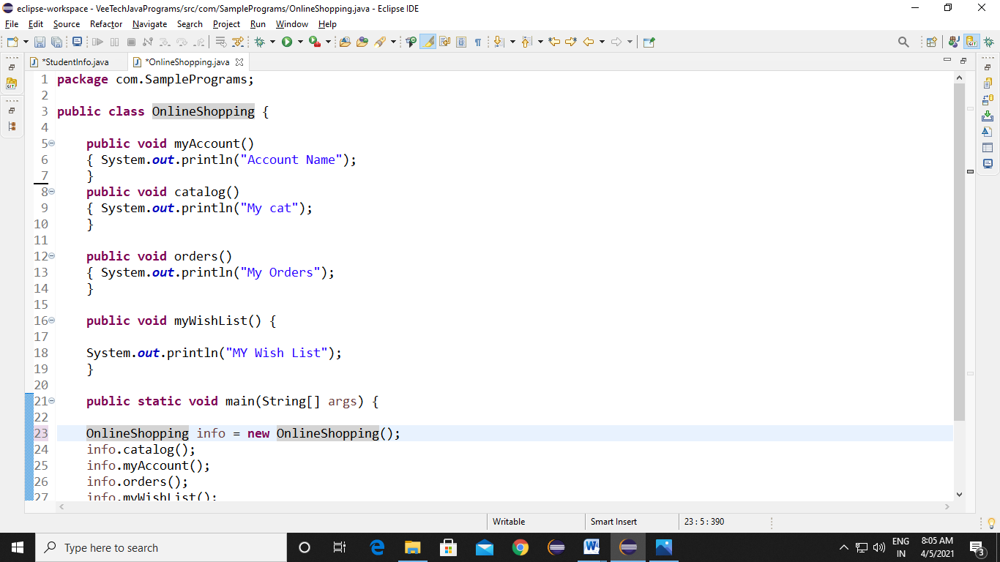 eclipse-workspace - VeeTechJavaPrograms/src/com/SamplePrograms/OnlineShopping.java - Eclipse IDE
File Edit Source Refactor Navigate Search Project Run Window Help
*StudentInfo.java *OnlineShopping.java
1 package com.SamplePrograms;
2
3 public class OnlineShopping {
4
5 public void myAccount()
6 { System.out.println("Account Name");
7 }
8 public void catalog()
9 { System.out.println("My cat");
10 }
11
12 public void orders()
13 { System.out.println("My Orders");
14 }
15
16 public void myWishList() {
17
18 System.out.println("MY Wish List");
19 }
20
21 public static void main(String[] args) {
22
23 OnlineShopping info = new OnlineShopping();
24 info.catalog();
25 info.myAccount();
26 info.orders();
27 info.myWishList();
Writable Smart Insert 23 : 5 : 390
Type here to search
ENG 8:05 AM
IN 4/5/2021 3